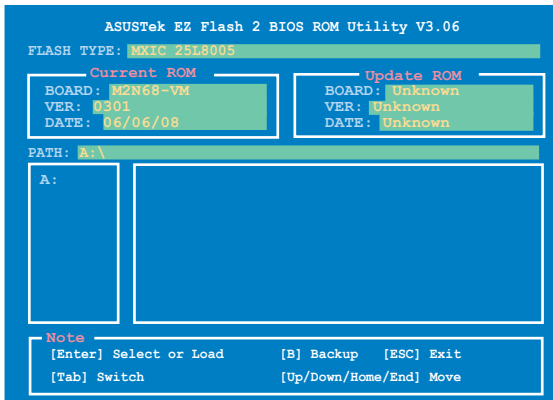 ASUSTek EZ Flash 2 BIOS ROM Utility V3.06
FLASH TYPE: MXIC 25L8005
Current ROM
BOARD: M2N68-VM
VER: 0301
DATE: 06/06/08
Update ROM
BOARD: Unknown
VER: Unknown
DATE: Unknown
PATH: A:\
A:
Note
[Enter] Select or Load [B] Backup [ESC] Exit
[Tab] Switch [Up/Down/Home/End] Move